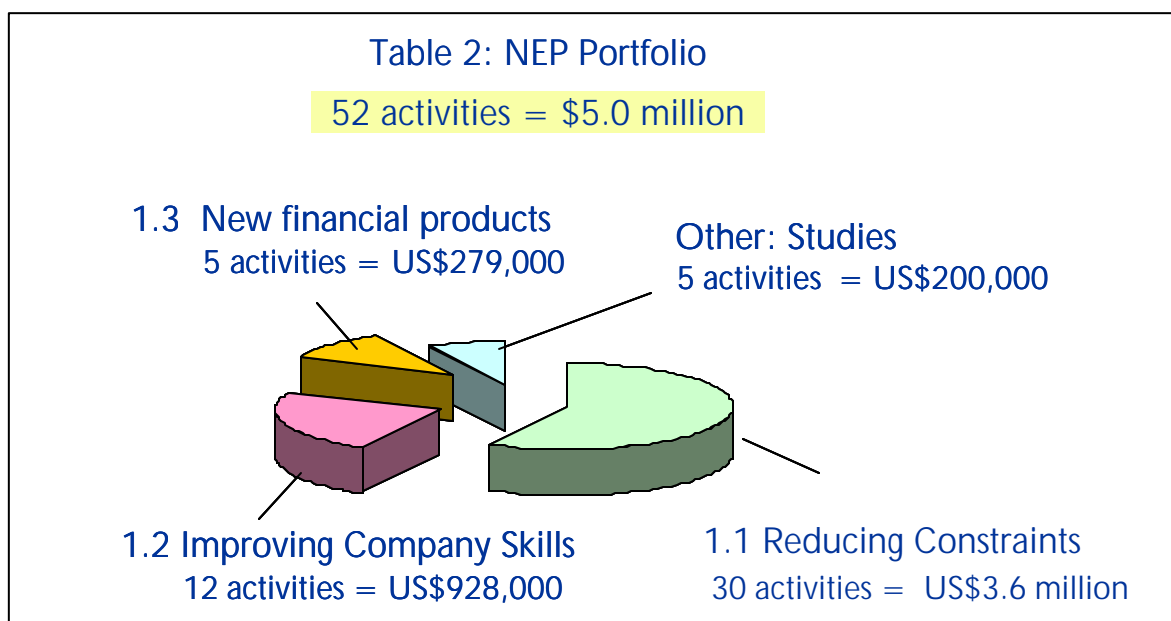 Table 2: NEP Portfolio
52 activities = $5.0 million
1.3 New financial products
5 activities = US$279,000
Other: Studies
5 activities = US$200,000
1.2 Improving Company Skills
12 activities = US$928,000
1.1 Reducing Constraints
30 activities = US$3.6 million